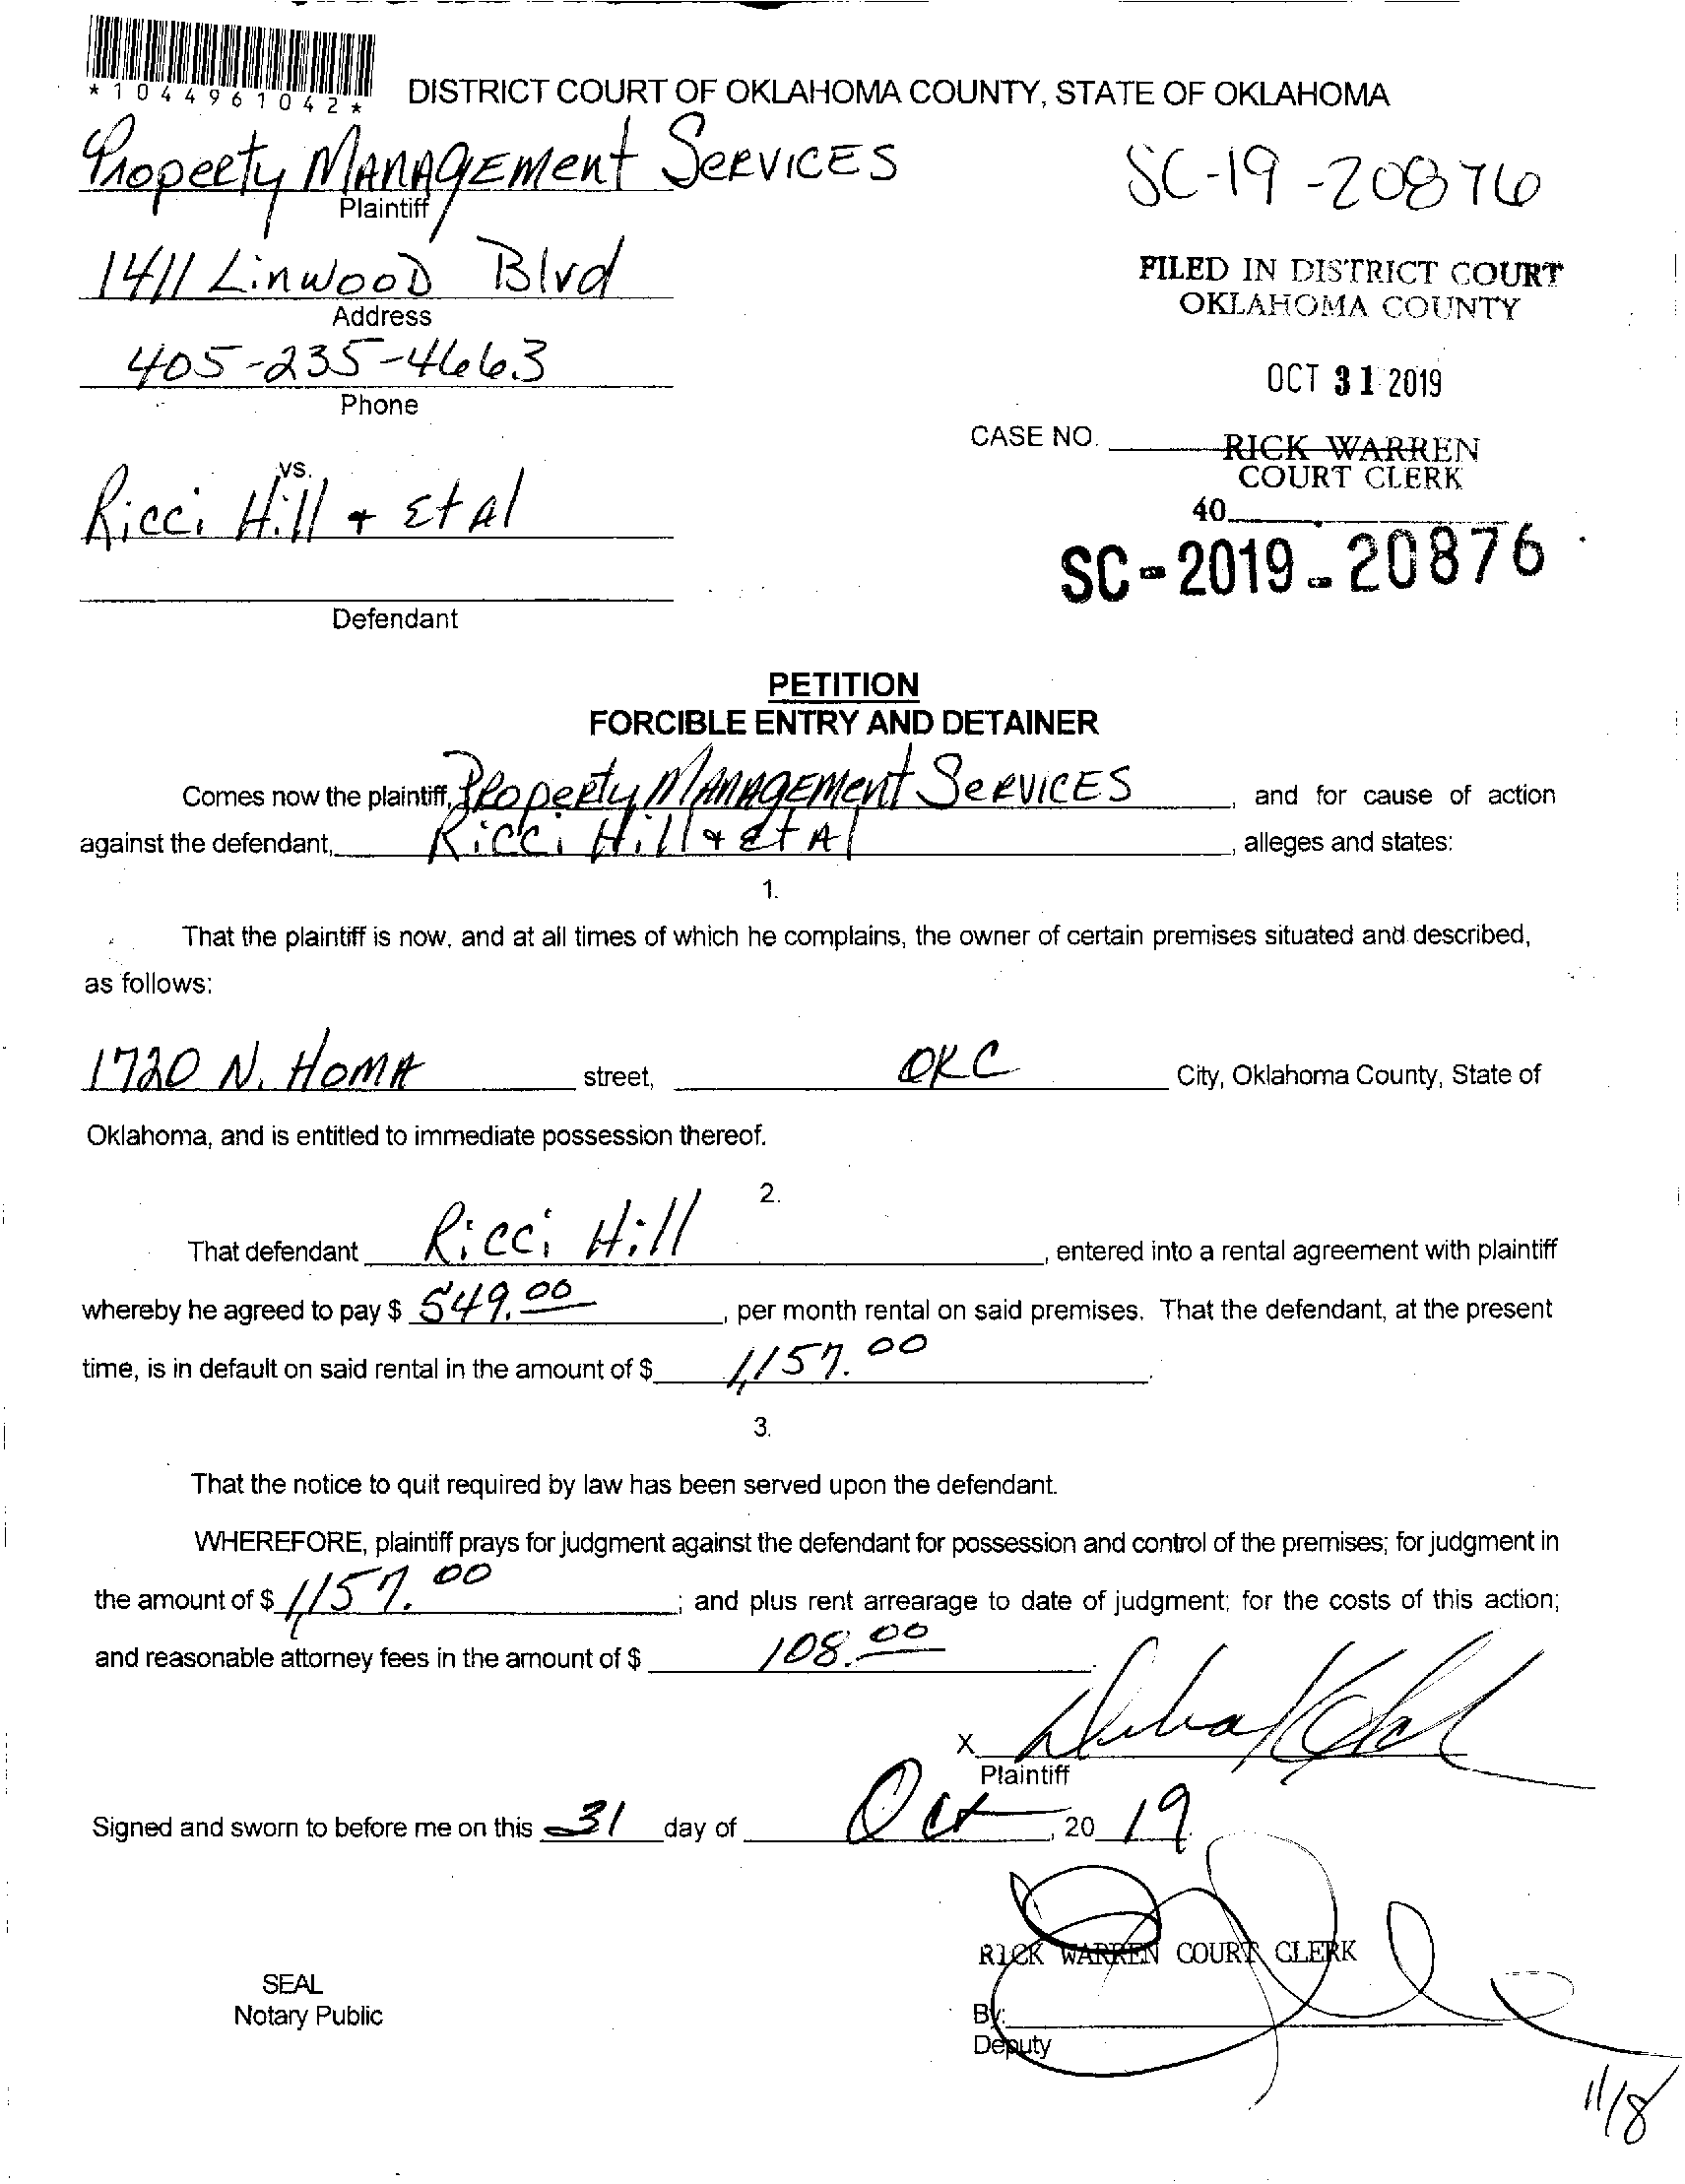 *1044961042*
DISTRICT COURT OF OKLAHOMA COUNTY, STATE OF OKLAHOMA
Property Management Services
Plaintiff
SC-19-20876
1411 Linwood Blvd
Address
FILED IN DISTRICT COURT
OKLAHOMA COUNTY
405-235-4663
Phone
OCT 31 2019
CASE NO.
RICK WARREN
COURT CLERK
vs.
Ricci Hill & Et Al
40
SC-2019-20876
Defendant
PETITION
FORCIBLE ENTRY AND DETAINER
Comes now the plaintiff, Property Management Services, and for cause of action
against the defendant, Ricci Hill & Et Al, alleges and states:
1.
That the plaintiff is now, and at all times of which he complains, the owner of certain premises situated and described,
as follows:
1720 N. Homa street, OKC City, Oklahoma County, State of
Oklahoma, and is entitled to immediate possession thereof.
2.
That defendant Ricci Hill, entered into a rental agreement with plaintiff
whereby he agreed to pay $ 549.00, per month rental on said premises. That the defendant, at the present
time, is in default on said rental in the amount of $ 1,157.00.
3.
That the notice to quit required by law has been served upon the defendant.
WHEREFORE, plaintiff prays for judgment against the defendant for possession and control of the premises; for judgment in
the amount of $ 1,157.00; and plus rent arrearage to date of judgment; for the costs of this action;
and reasonable attorney fees in the amount of $ 108.00
X
Plaintiff
Signed and sworn to before me on this 31 day of Oct, 20 19
RICK WARREN COURT CLERK
SEAL
Notary Public
By:
Deputy
11/8